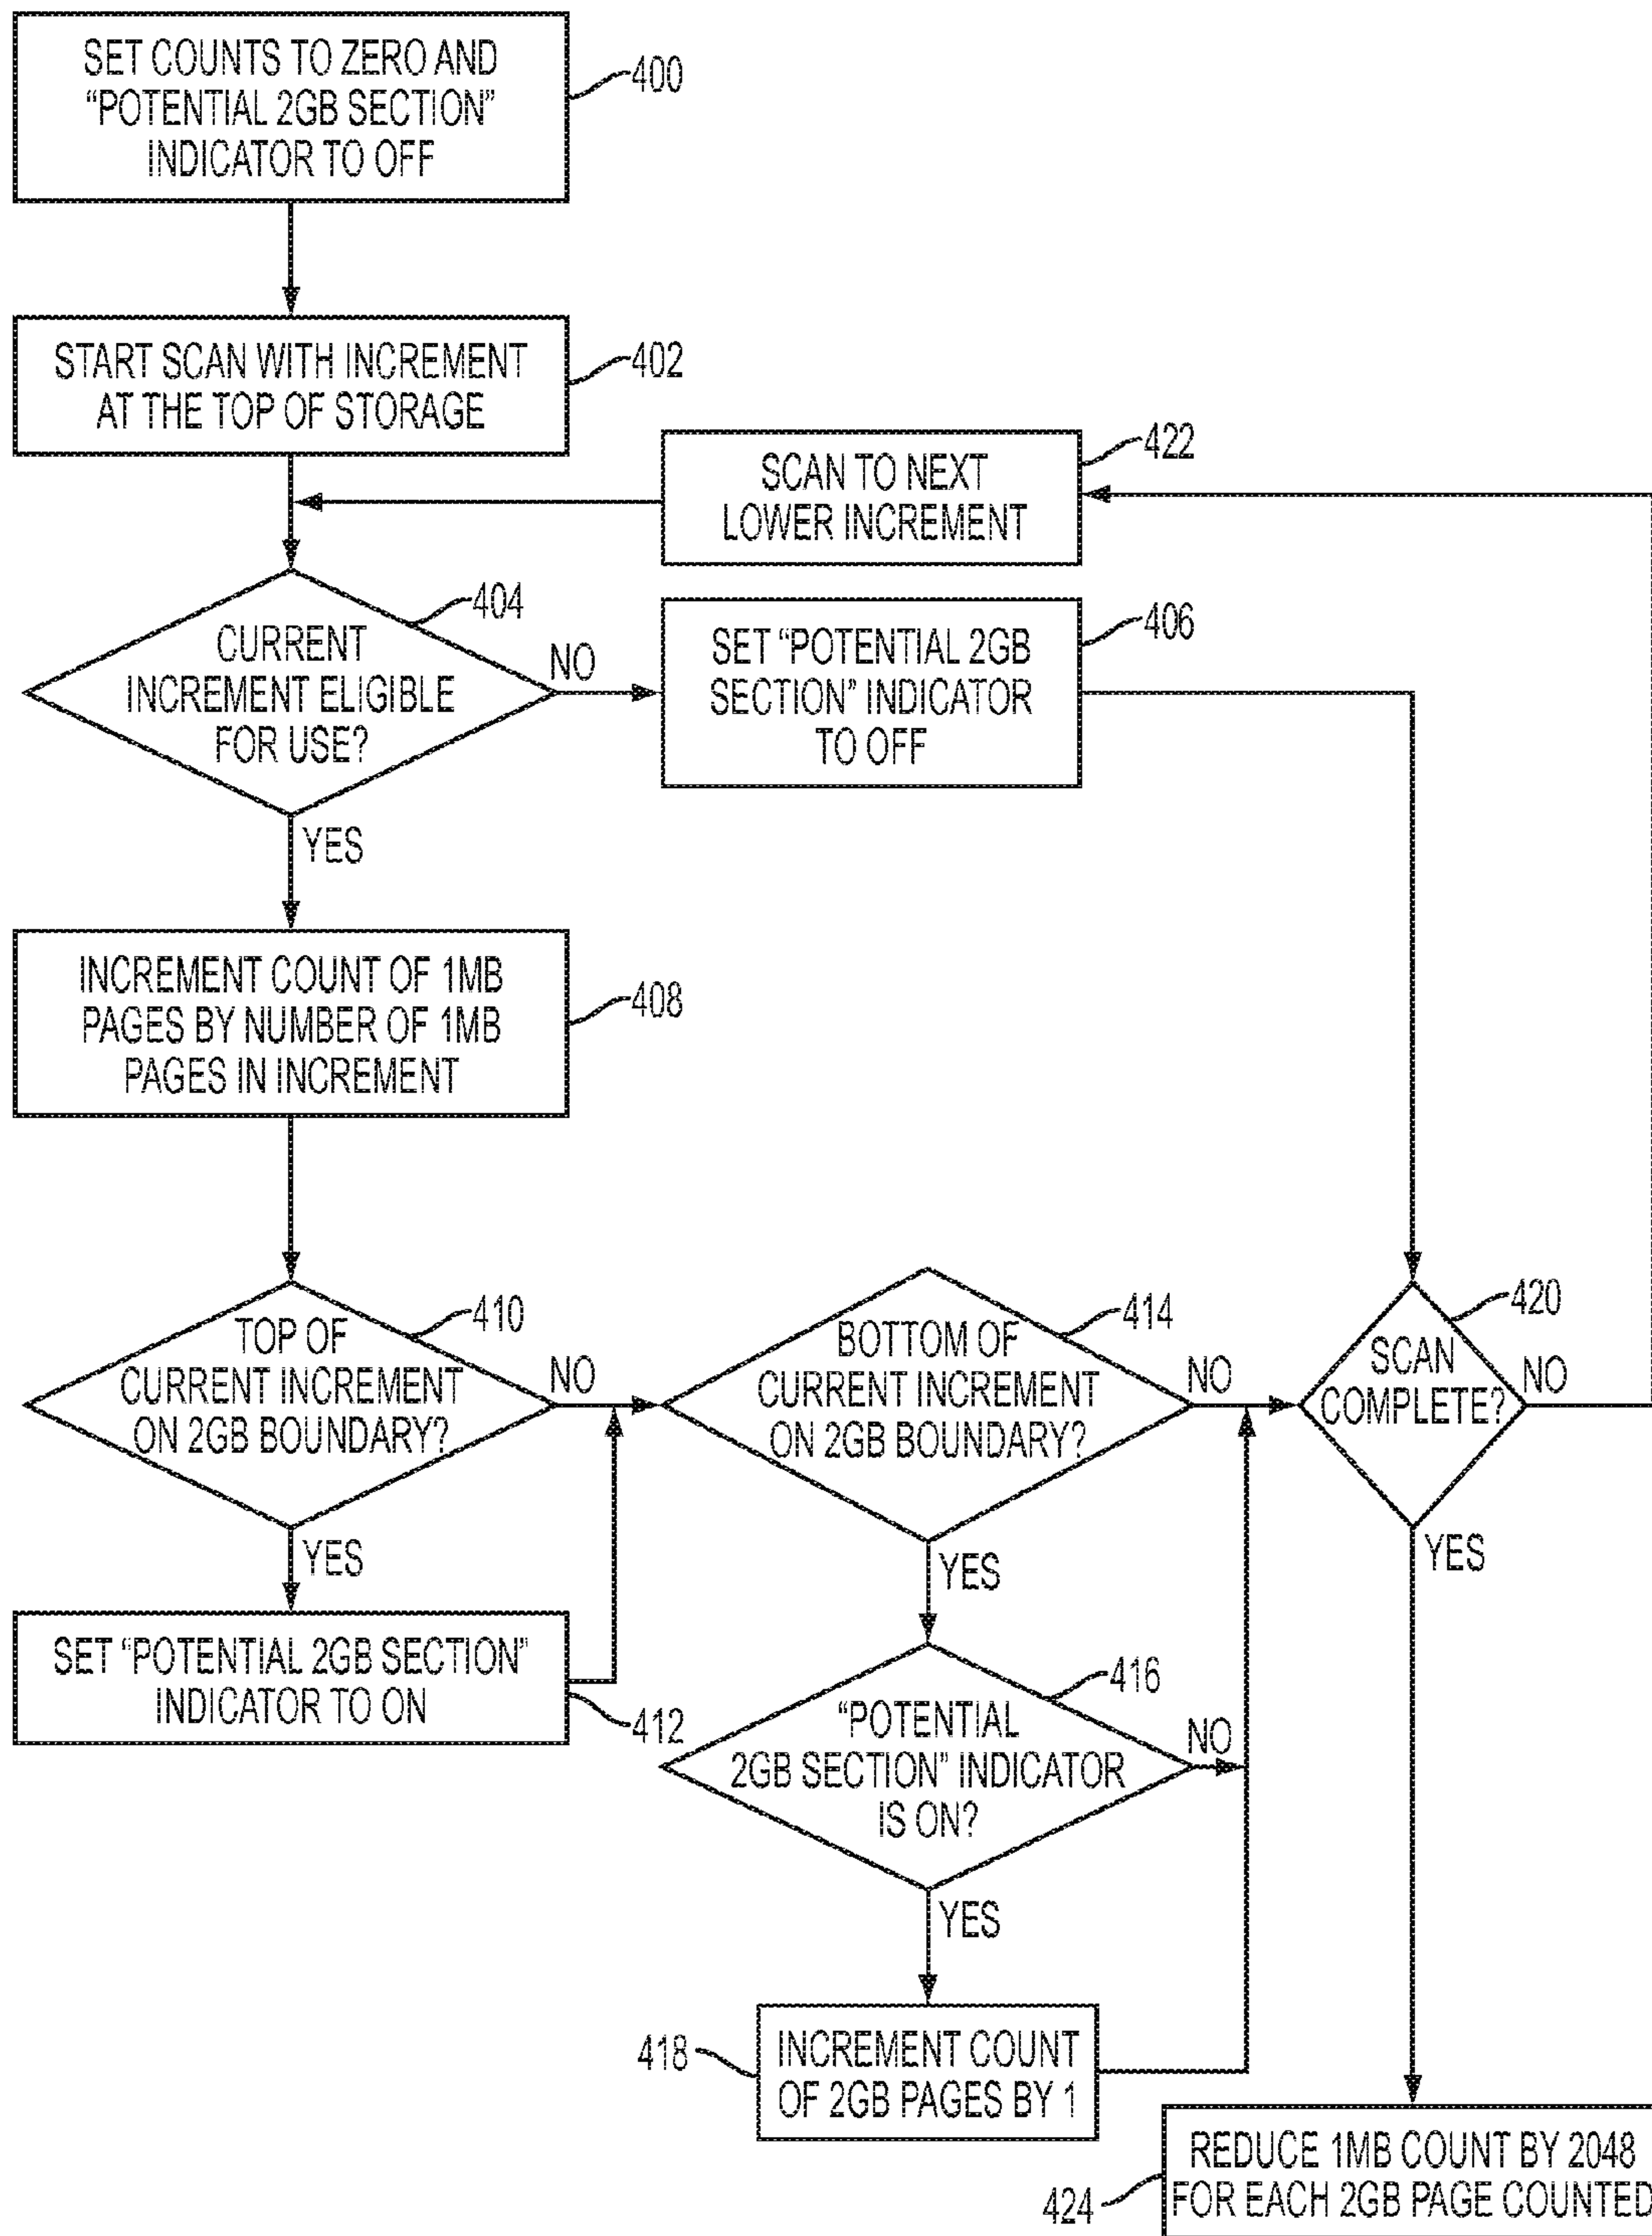 SET COUNTS TO ZERO AND
“POTENTIAL 2GB SECTION”
INDICATOR TO OFF
400
START SCAN WITH INCREMENT
AT THE TOP OF STORAGE
402
SCAN TO NEXT
LOWER INCREMENT
422
CURRENT
INCREMENT ELIGIBLE
FOR USE?
404
NO
SET “POTENTIAL 2GB
SECTION” INDICATOR
TO OFF
406
YES
INCREMENT COUNT OF 1MB
PAGES BY NUMBER OF 1MB
PAGES IN INCREMENT
408
TOP OF
CURRENT INCREMENT
ON 2GB BOUNDARY?
410
NO
BOTTOM OF
CURRENT INCREMENT
ON 2GB BOUNDARY?
414
NO
SCAN
COMPLETE?
420
NO
YES
YES
YES
SET “POTENTIAL 2GB SECTION”
INDICATOR TO ON
412
“POTENTIAL
2GB SECTION” INDICATOR
IS ON?
416
NO
YES
INCREMENT COUNT
OF 2GB PAGES BY 1
418
REDUCE 1MB COUNT BY 2048
FOR EACH 2GB PAGE COUNTED
424